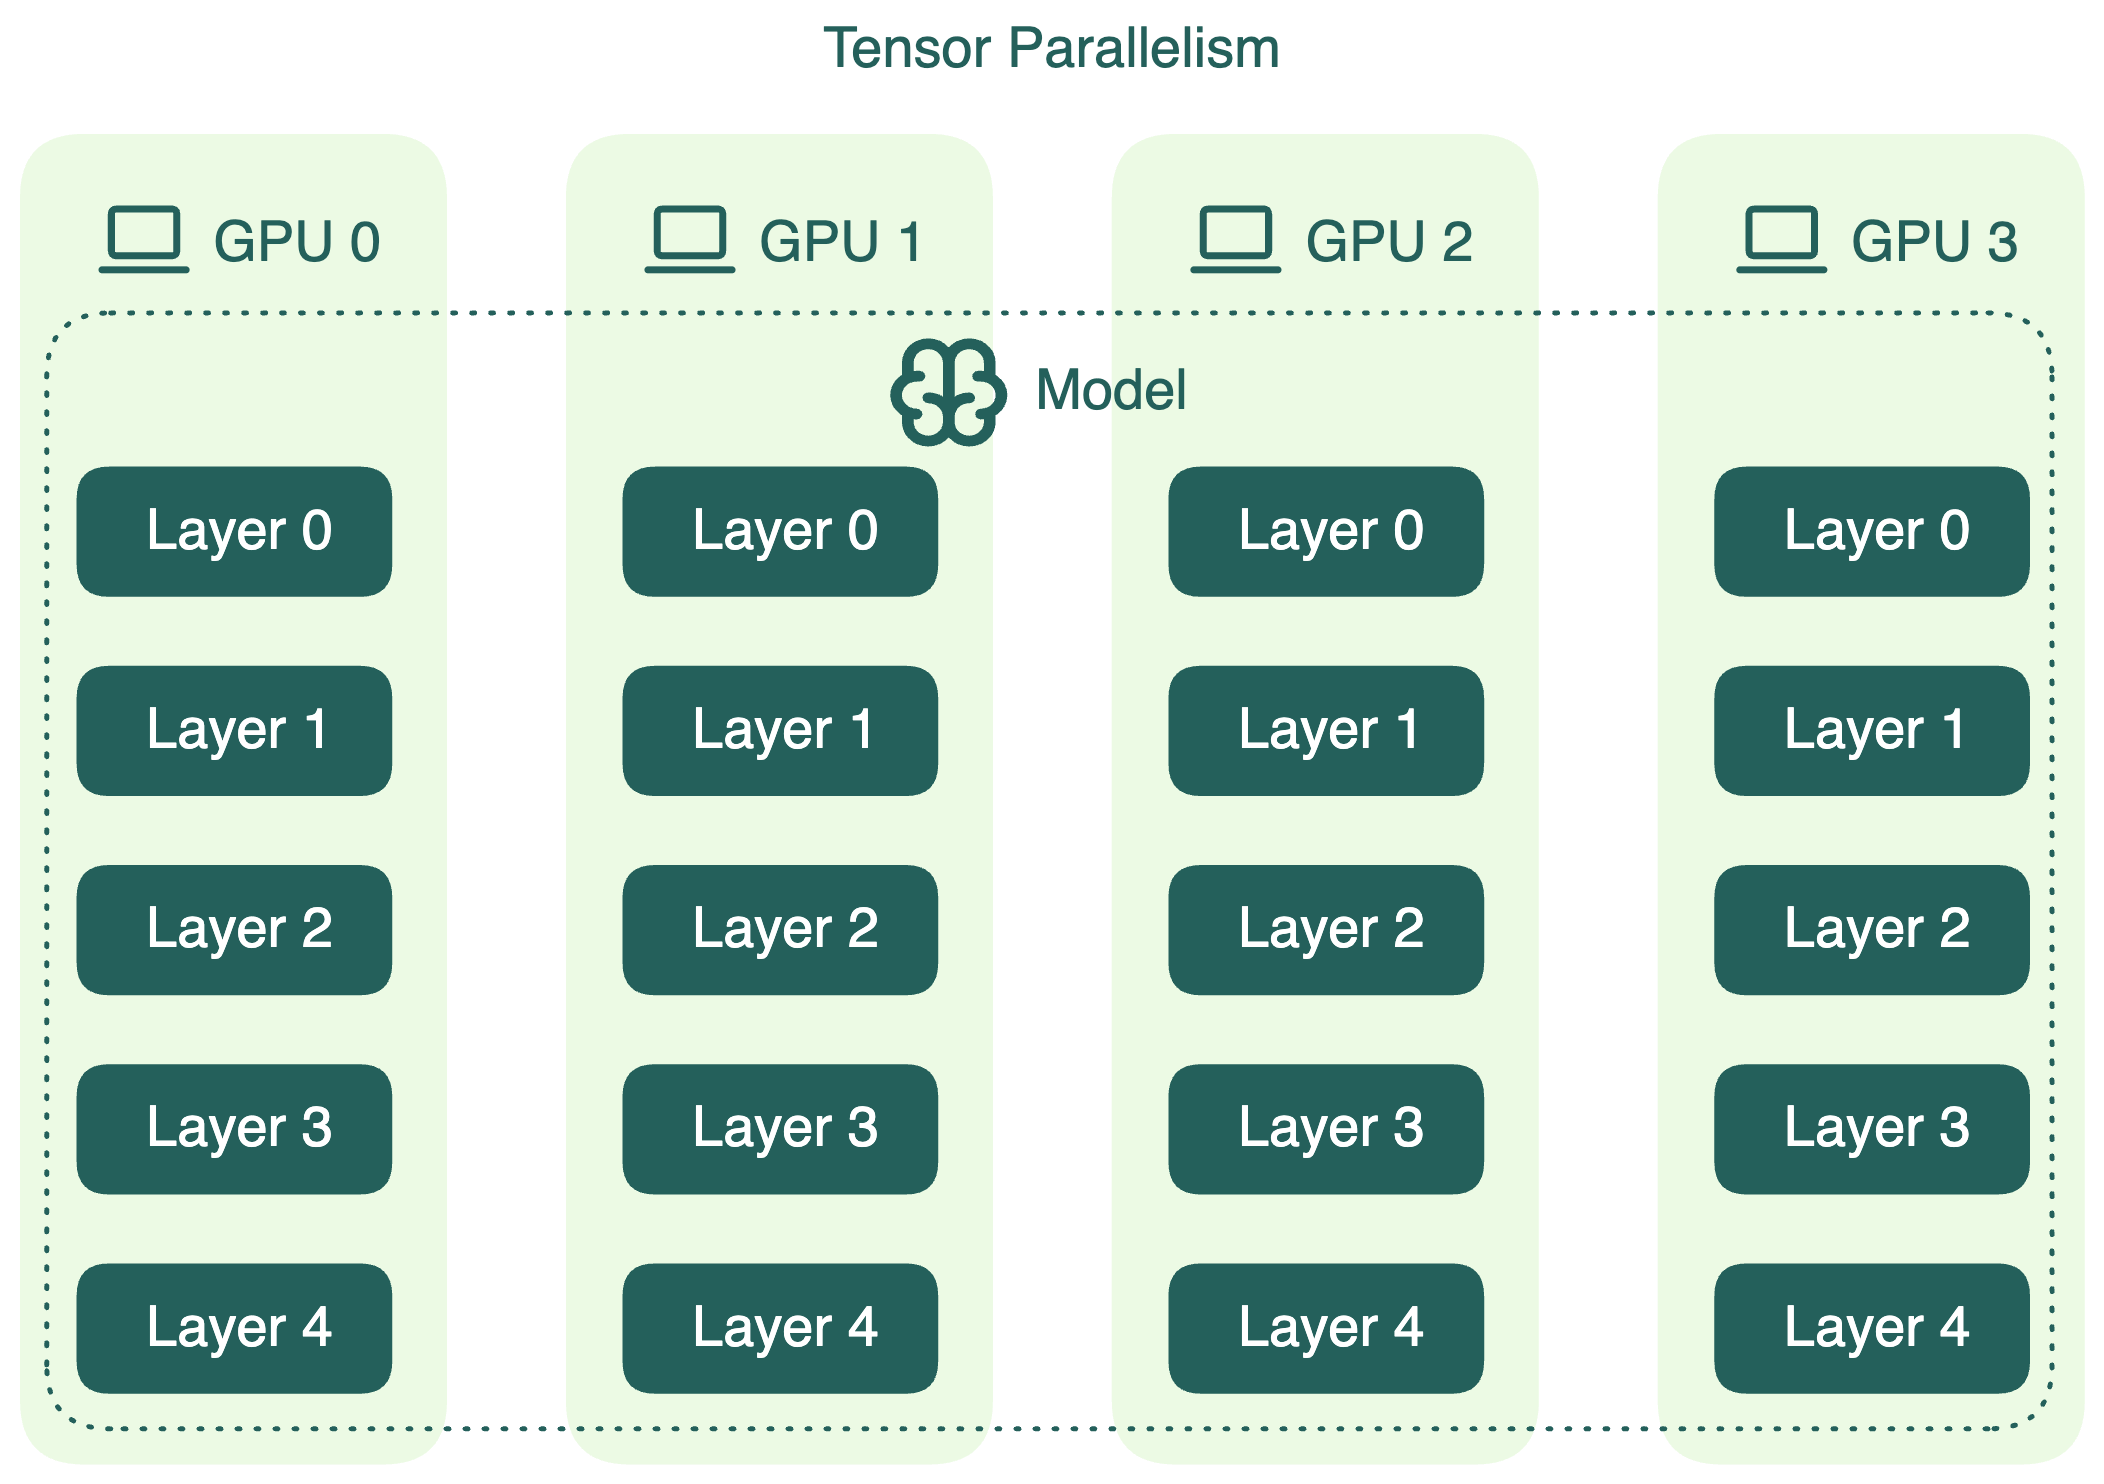 Tensor Parallelism
GPU 0 GPU 1 GPU 2 GPU 3
Model
Layer 0 Layer 0 Layer 0 Layer 0
Layer 1 Layer 1 Layer 1 Layer 1
Layer 2 Layer 2 Layer 2 Layer 2
Layer 3 Layer 3 Layer 3 Layer 3
Layer 4 Layer 4 Layer 4 Layer 4